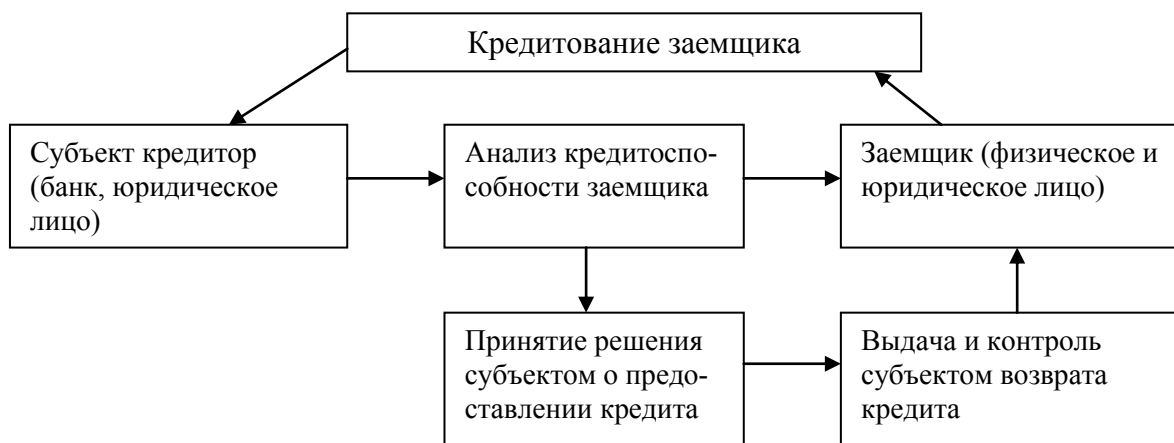 Кредитование заемщика
Субъект кредитор
(банк, юридическое
лицо)
Анализ кредитоспо-
собности заемщика
Заемщик (физическое и
юридическое лицо)
Принятие решения
субъектом о предо-
ставлении кредита
Выдача и контроль
субъектом возврата
кредита